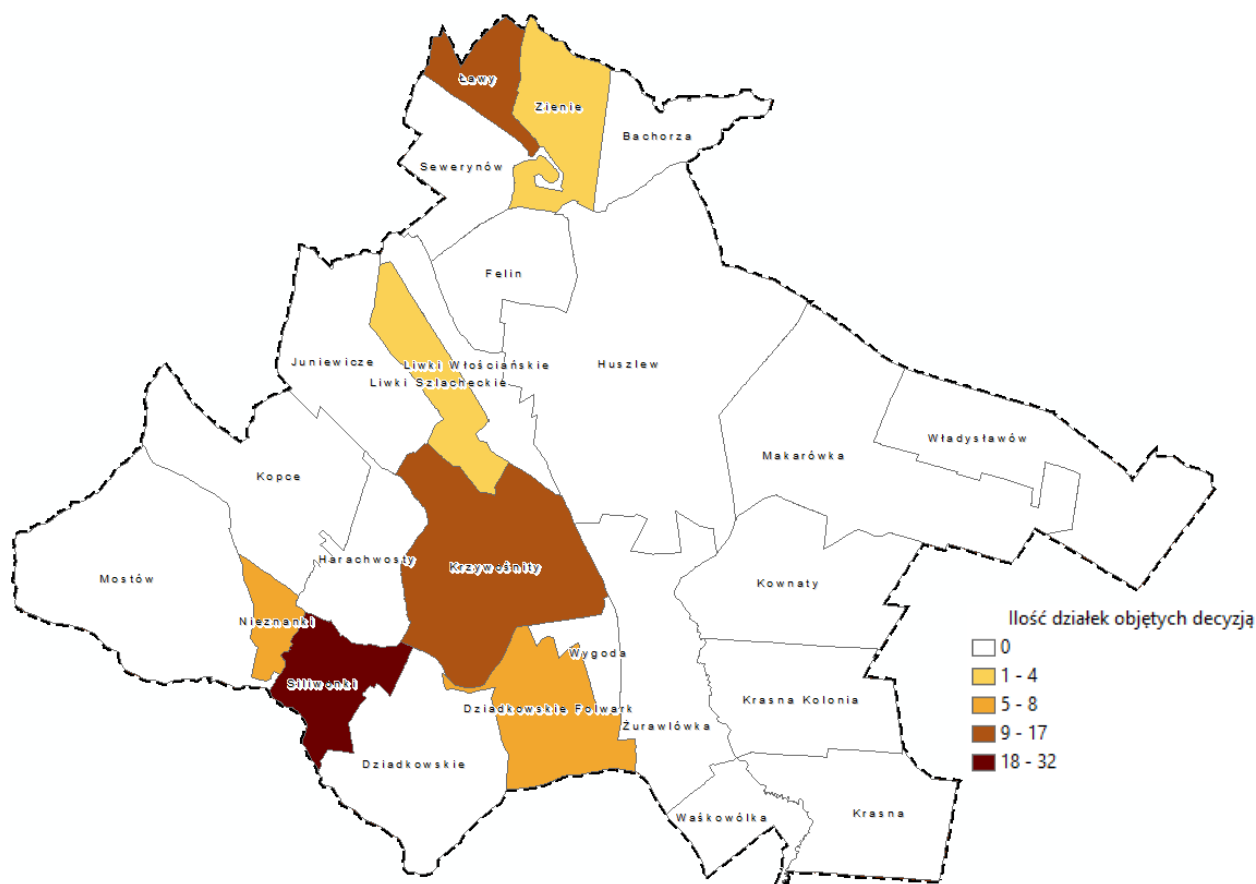 Ławy
Zienie
Bachorza
Sewerynów
Felin
Juniewicze
Liwki Włościańskie
Liwki Szlacheckie
Huszlew
Władysławów
Makarówka
Kopce
Harachwosty
Mostów
Krzywośnity
Kownaty
Nieznanki
Ilość działek objętych decyzją
0
1 - 4
5 - 8
9 - 17
18 - 32
Wygoda
Siliwonki
Krasna Kolonia
Dziadkowskie Folwark
Żurawlówka
Dziadkowskie
Waśkowólka
Krasna